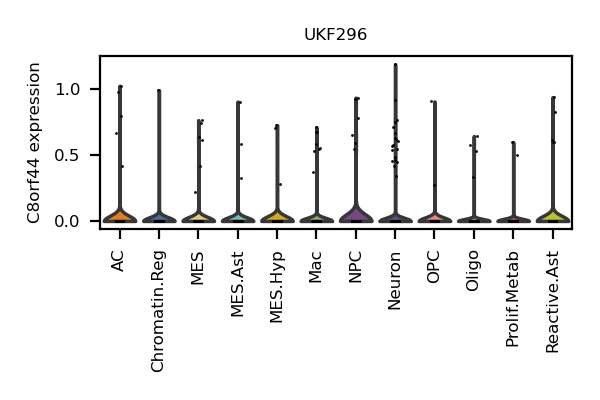 UKF296
C8orf44 expression
1.0
0.5
0.0
AC
Chromatin.Reg
MES
MES.Ast
MES.Hyp
Mac
NPC
Neuron
OPC
Oligo
Prolif.Metab
Reactive.Ast